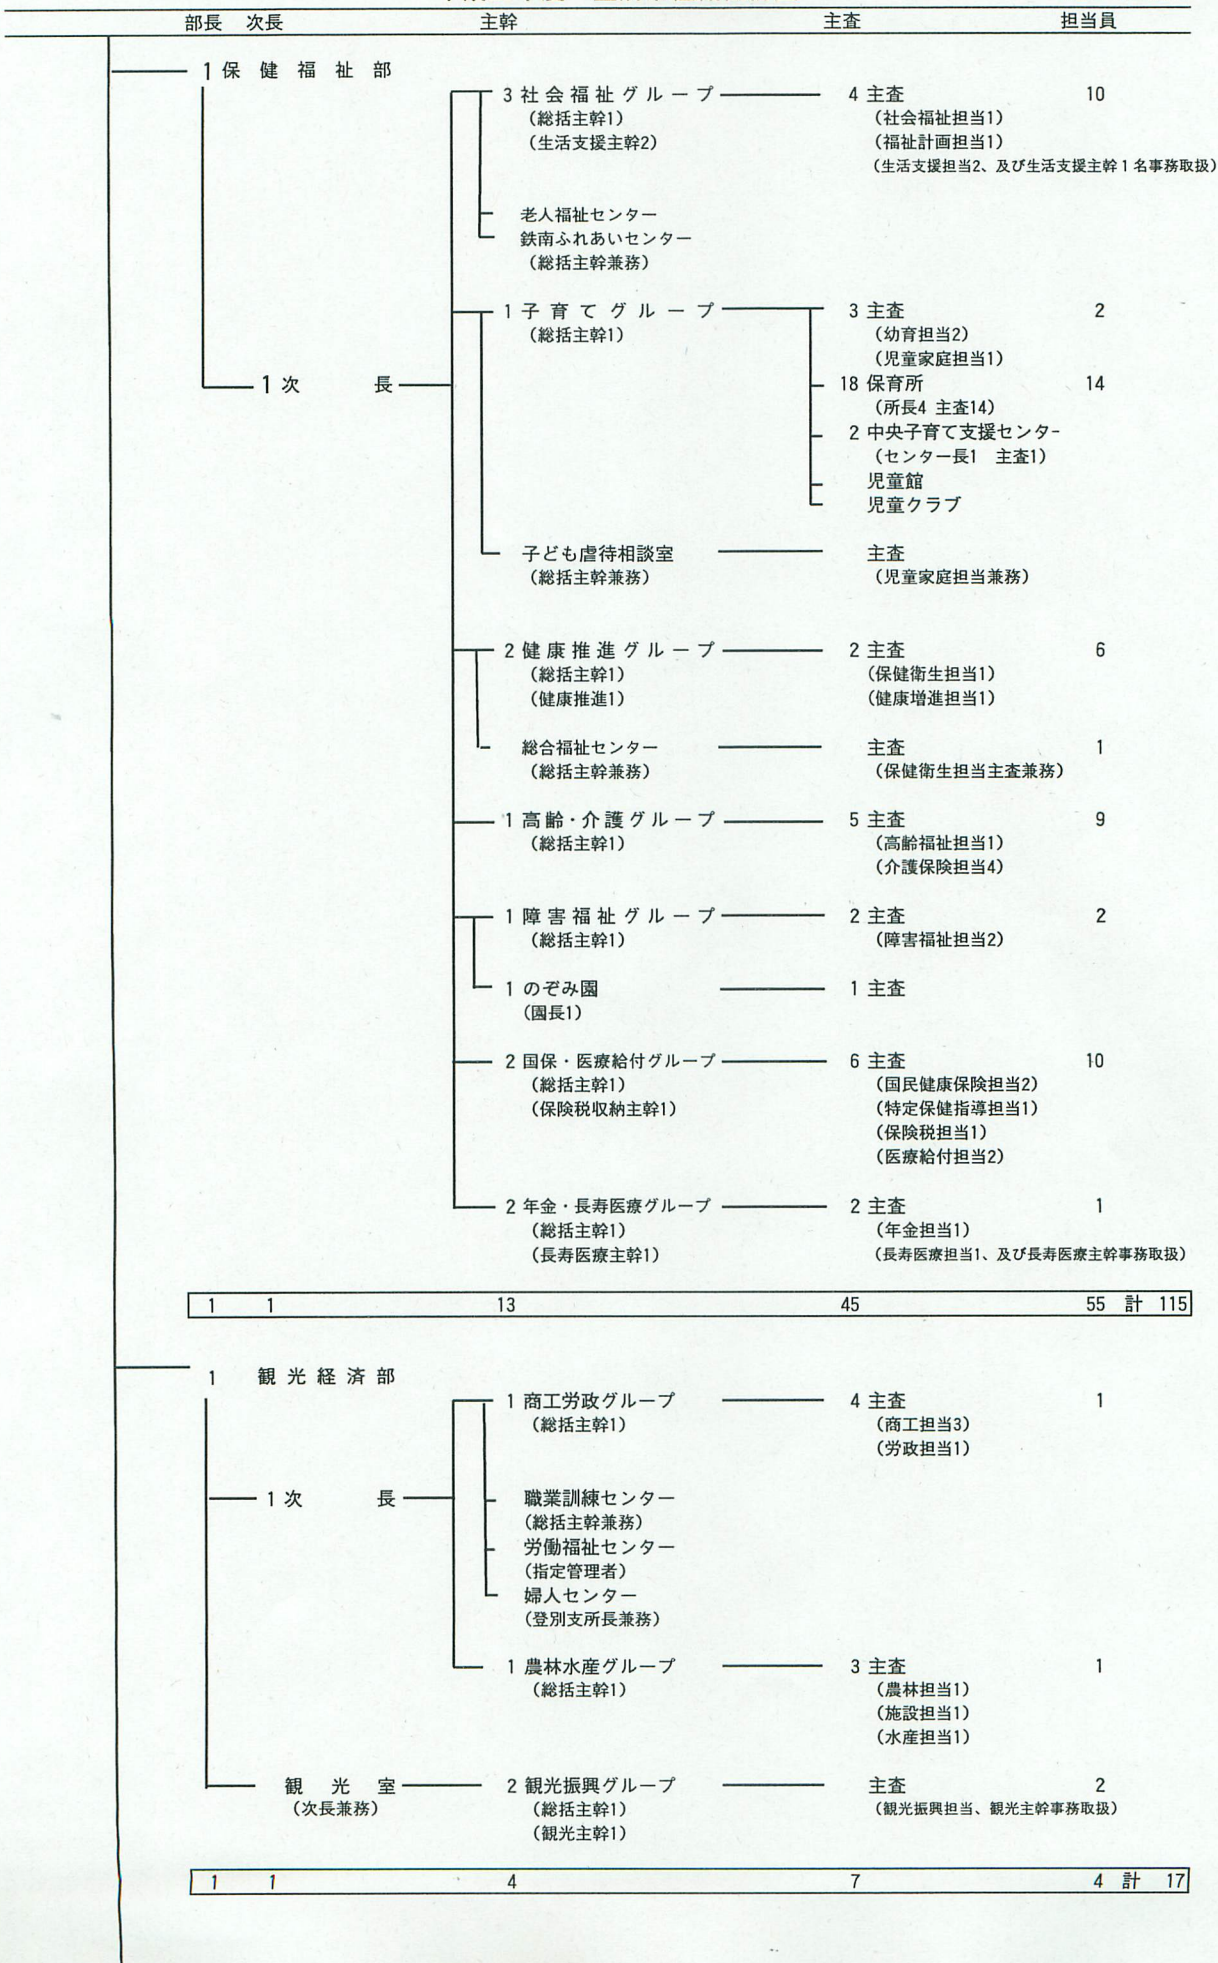 部長 次長 主幹 主査 担当員
1 保健福祉部
3 社会福祉グループ 4 主査 10
(総括主幹1) (社会福祉担当1)
(生活支援主幹2) (福祉計画担当1)
(生活支援担当2、及び生活支援主幹1名事務取扱)
老人福祉センター
鉄南ふれあいセンター
(総括主幹兼務)
1 子育てグループ 3 主査 2
(総括主幹1) (幼育担当2)
(児童家庭担当1)
1 次長 18 保育所 14
(所長4 主査14)
2 中央子育て支援センター
(センター長1 主査1)
児童館
児童クラブ
子ども虐待相談室 主査
(総括主幹兼務) (児童家庭担当兼務)
2 健康推進グループ 2 主査 6
(総括主幹1) (保健衛生担当1)
(健康推進1) (健康増進担当1)
総合福祉センター 主査 1
(総括主幹兼務) (保健衛生担当主査兼務)
1 高齢・介護グループ 5 主査 9
(総括主幹1) (高齢福祉担当1)
(介護保険担当4)
1 障害福祉グループ 2 主査 2
(総括主幹1) (障害福祉担当2)
1 のぞみ園 1 主査
(園長1)
2 国保・医療給付グループ 6 主査 10
(総括主幹1) (国民健康保険担当2)
(保険税収納主幹1) (特定保健指導担当1)
(保険税担当1)
(医療給付担当2)
2 年金・長寿医療グループ 2 主査 1
(総括主幹1) (年金担当1)
(長寿医療主幹1) (長寿医療担当1、及び長寿医療主幹事務取扱)
1 1 13 45 55 計 115
1 観光経済部
1 商工労政グループ 4 主査 1
(総括主幹1) (商工担当3)
(労政担当1)
1 次長 職業訓練センター
(総括主幹兼務)
労働福祉センター
(指定管理者)
婦人センター
(登別支所長兼務)
1 農林水産グループ 3 主査 1
(総括主幹1) (農林担当1)
(施設担当1)
(水産担当1)
観光室 2 観光振興グループ 主査 2
(次長兼務) (総括主幹1) (観光振興担当、観光主幹事務取扱)
(観光主幹1)
1 1 4 7 4 計 17